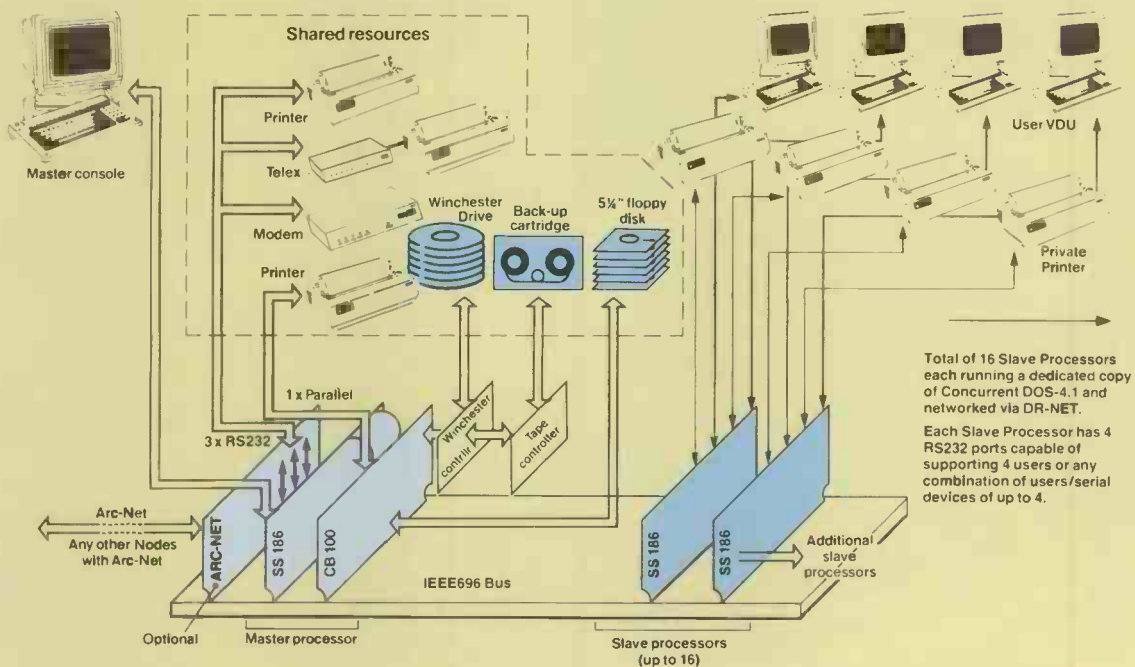 Shared resources
Master console
Printer
Telex
Modem
Printer
Winchester
Drive
Back-up
cartridge
5¼" floppy
disk
User VDU
Private
Printer
Total of 16 Slave Processors
each running a dedicated copy
of Concurrent DOS-4.1 and
networked via DR-NET.
Each Slave Processor has 4
RS232 ports capable of
supporting 4 users or any
combination of users/serial
devices of up to 4.
1 x Parallel
3 x RS232
Winchester
contrllr
Tape
controller
Arc-Net
Any other Nodes
with Arc-Net
ARC-NET
SS 186
CB 100
SS 186
SS 186
Additional
slave
processors
IEEE696 Bus
Optional
Master processor
Slave processors
(up to 16)